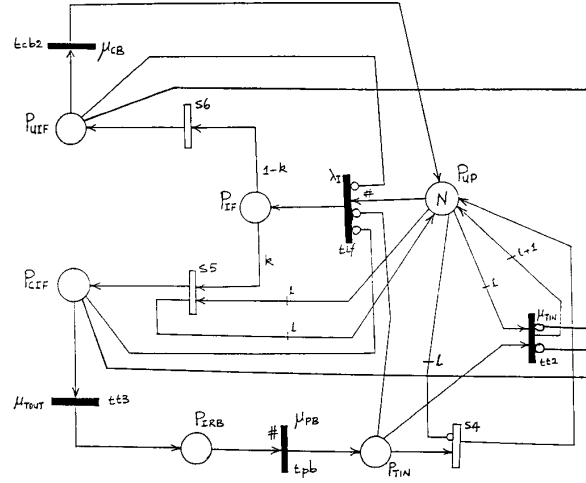 tcb2
μCB
S6
PUIF
1-k
λI
PUP
#
N
PIF
tif
k
S5
PCIF
l
l
l
l+1
μTIN
tt2
l
μTOUT
tt3
PIRB
#
μPB
tpb
PTIN
S4